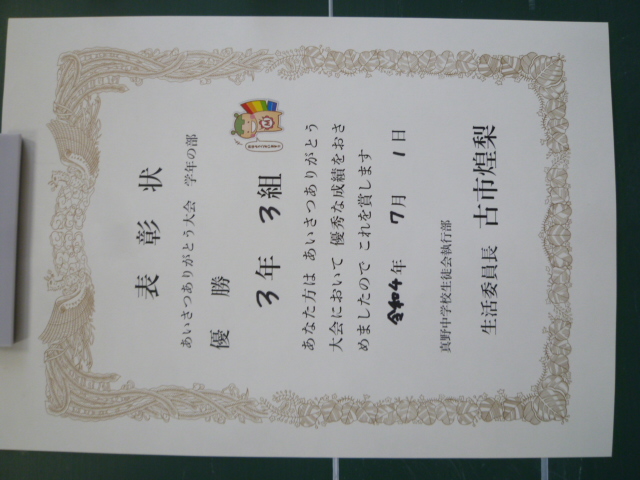 表彰状
あいさつありがとう大会 学年の部
優勝
3年 3組
あなた方は あいさつありがとう
大会において 優秀な成績をおさ
めましたので これを賞します
令和4年 7月 1日
真野中学校生徒会執行部
生活委員長 古市煌梨